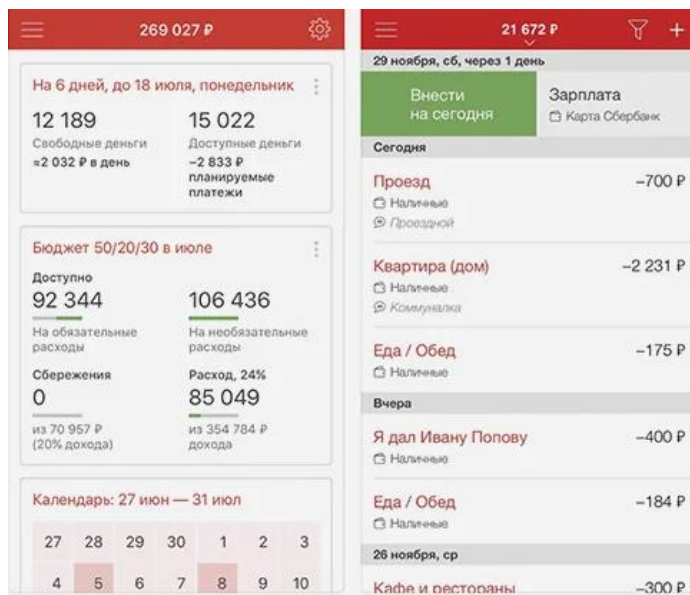 269 027 ₽
На 6 дней, до 18 июля, понедельник
12 189
15 022
Свободные деньги
Доступные деньги
≈2 032 ₽ в день
−2 833 ₽
планируемые
платежи
Бюджет 50/20/30 в июле
Доступно
92 344
106 436
На обязательные
расходы
На необязательные
расходы
Сбережения
Расход, 24%
0
85 049
из 70 957 ₽
(20% дохода)
из 354 784 ₽
дохода
Календарь: 27 июн — 31 июл
27 28 29 30 1 2 3
4 5 6 7 8 9 10
21 672 ₽
29 ноября, сб, через 1 день
Внести
на сегодня
Зарплата
Карта Сбербанк
Сегодня
Проезд −700 ₽
Наличные
Проездной
Квартира (дом) −2 231 ₽
Наличные
Коммуналка
Еда / Обед −175 ₽
Наличные
Вчера
Я дал Ивану Попову −400 ₽
Наличные
Еда / Обед −184 ₽
Наличные
26 ноября, ср
Кафе и рестораны −300 ₽